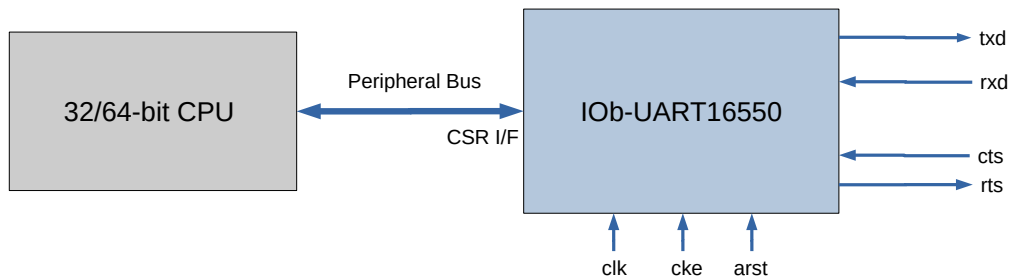 txd
Peripheral Bus
rxd
32/64-bit CPU
IOb-UART16550
CSR I/F
cts
rts
clk
cke
arst